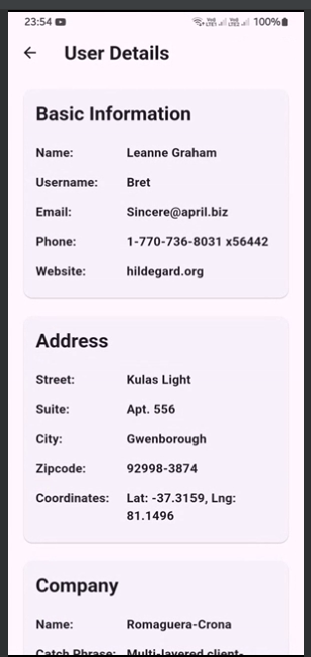 23:54 100%
User Details
Basic Information
Name: Leanne Graham
Username: Bret
Email: Sincere@april.biz
Phone: 1-770-736-8031 x56442
Website: hildegard.org
Address
Street: Kulas Light
Suite: Apt. 556
City: Gwenborough
Zipcode: 92998-3874
Coordinates: Lat: -37.3159, Lng:
81.1496
Company
Name: Romaguera-Crona
Catch Phrase: Multi-layered client-